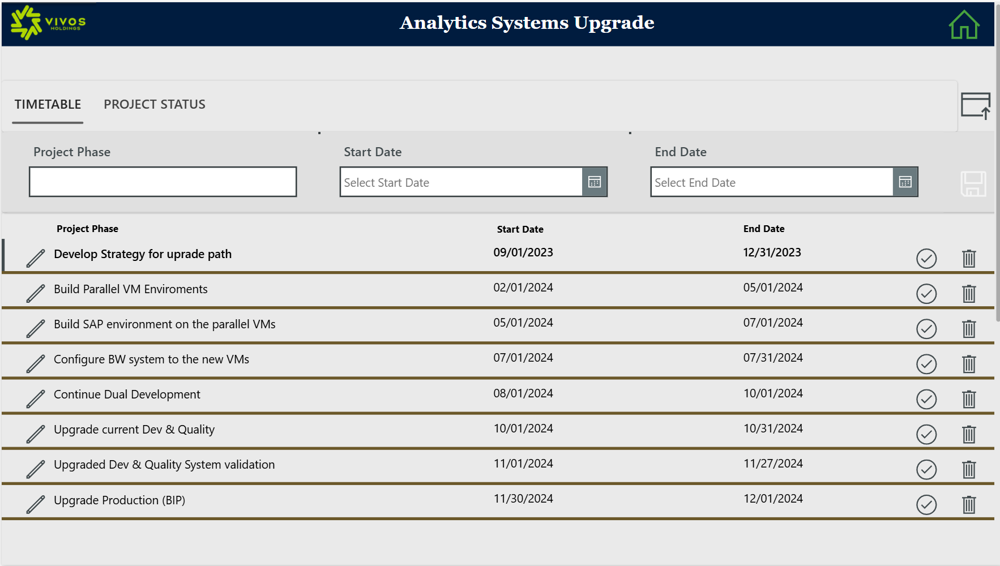 VIVOS
HOLDINGS
Analytics Systems Upgrade
TIMETABLE PROJECT STATUS
Project Phase Start Date End Date
Select Start Date Select End Date
Project Phase Start Date End Date
Develop Strategy for uprade path 09/01/2023 12/31/2023
Build Parallel VM Enviroments 02/01/2024 05/01/2024
Build SAP environment on the parallel VMs 05/01/2024 07/01/2024
Configure BW system to the new VMs 07/01/2024 07/31/2024
Continue Dual Development 08/01/2024 10/01/2024
Upgrade current Dev & Quality 10/01/2024 10/31/2024
Upgraded Dev & Quality System validation 11/01/2024 11/27/2024
Upgrade Production (BIP) 11/30/2024 12/01/2024